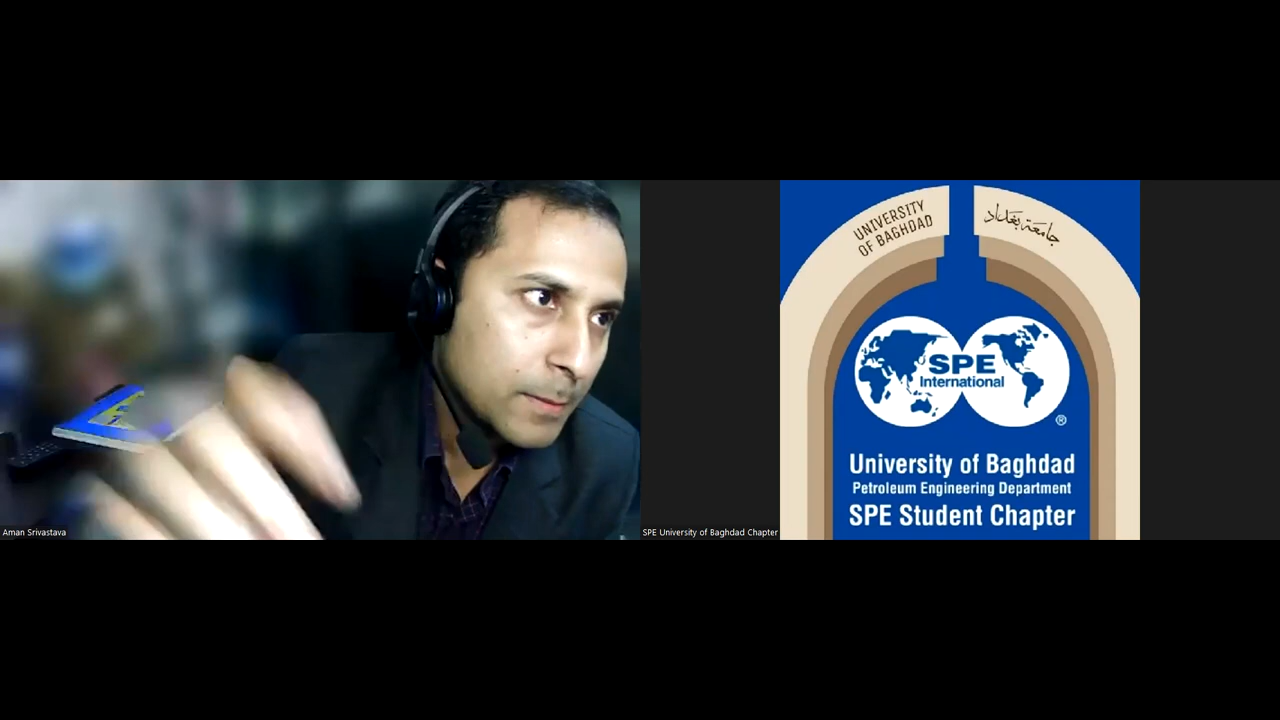 Aman Srivastava
UNIVERSITY
OF BAGHDAD
جامعة بغداد
SPE
International
®
University of Baghdad
Petroleum Engineering Department
SPE Student Chapter
SPE University of Baghdad Chapter